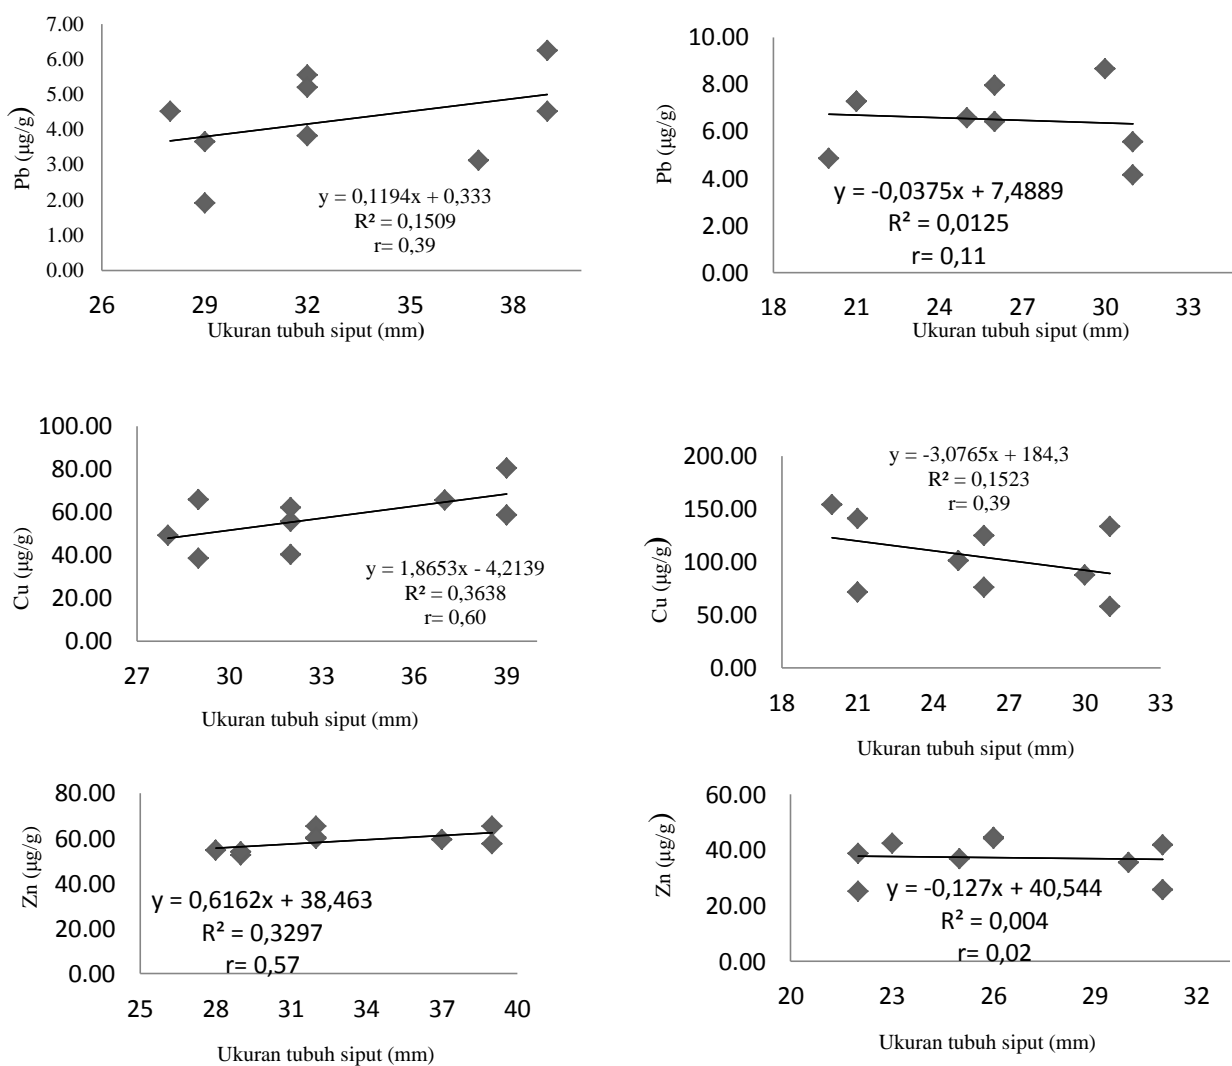 7.00
6.00
5.00
4.00
3.00
2.00
1.00
0.00
Pb (µg/g)
y = 0,1194x + 0,333
R² = 0,1509
r= 0,39
26 29 32 35 38
Ukuran tubuh siput (mm)
10.00
8.00
6.00
4.00
2.00
0.00
Pb (µg/g)
y = -0,0375x + 7,4889
R² = 0,0125
r= 0,11
18 21 24 27 30 33
Ukuran tubuh siput (mm)
100.00
80.00
60.00
40.00
20.00
0.00
Cu (µg/g)
y = 1,8653x - 4,2139
R² = 0,3638
r= 0,60
27 30 33 36 39
Ukuran tubuh siput (mm)
200.00
150.00
100.00
50.00
0.00
Cu (µg/g)
y = -3,0765x + 184,3
R² = 0,1523
r= 0,39
18 21 24 27 30 33
Ukuran tubuh siput (mm)
80.00
60.00
40.00
20.00
0.00
Zn (µg/g)
y = 0,6162x + 38,463
R² = 0,3297
r= 0,57
25 28 31 34 37 40
Ukuran tubuh siput (mm)
60.00
40.00
20.00
0.00
Zn (µg/g)
y = -0,127x + 40,544
R² = 0,004
r= 0,02
20 23 26 29 32
Ukuran tubuh siput (mm)